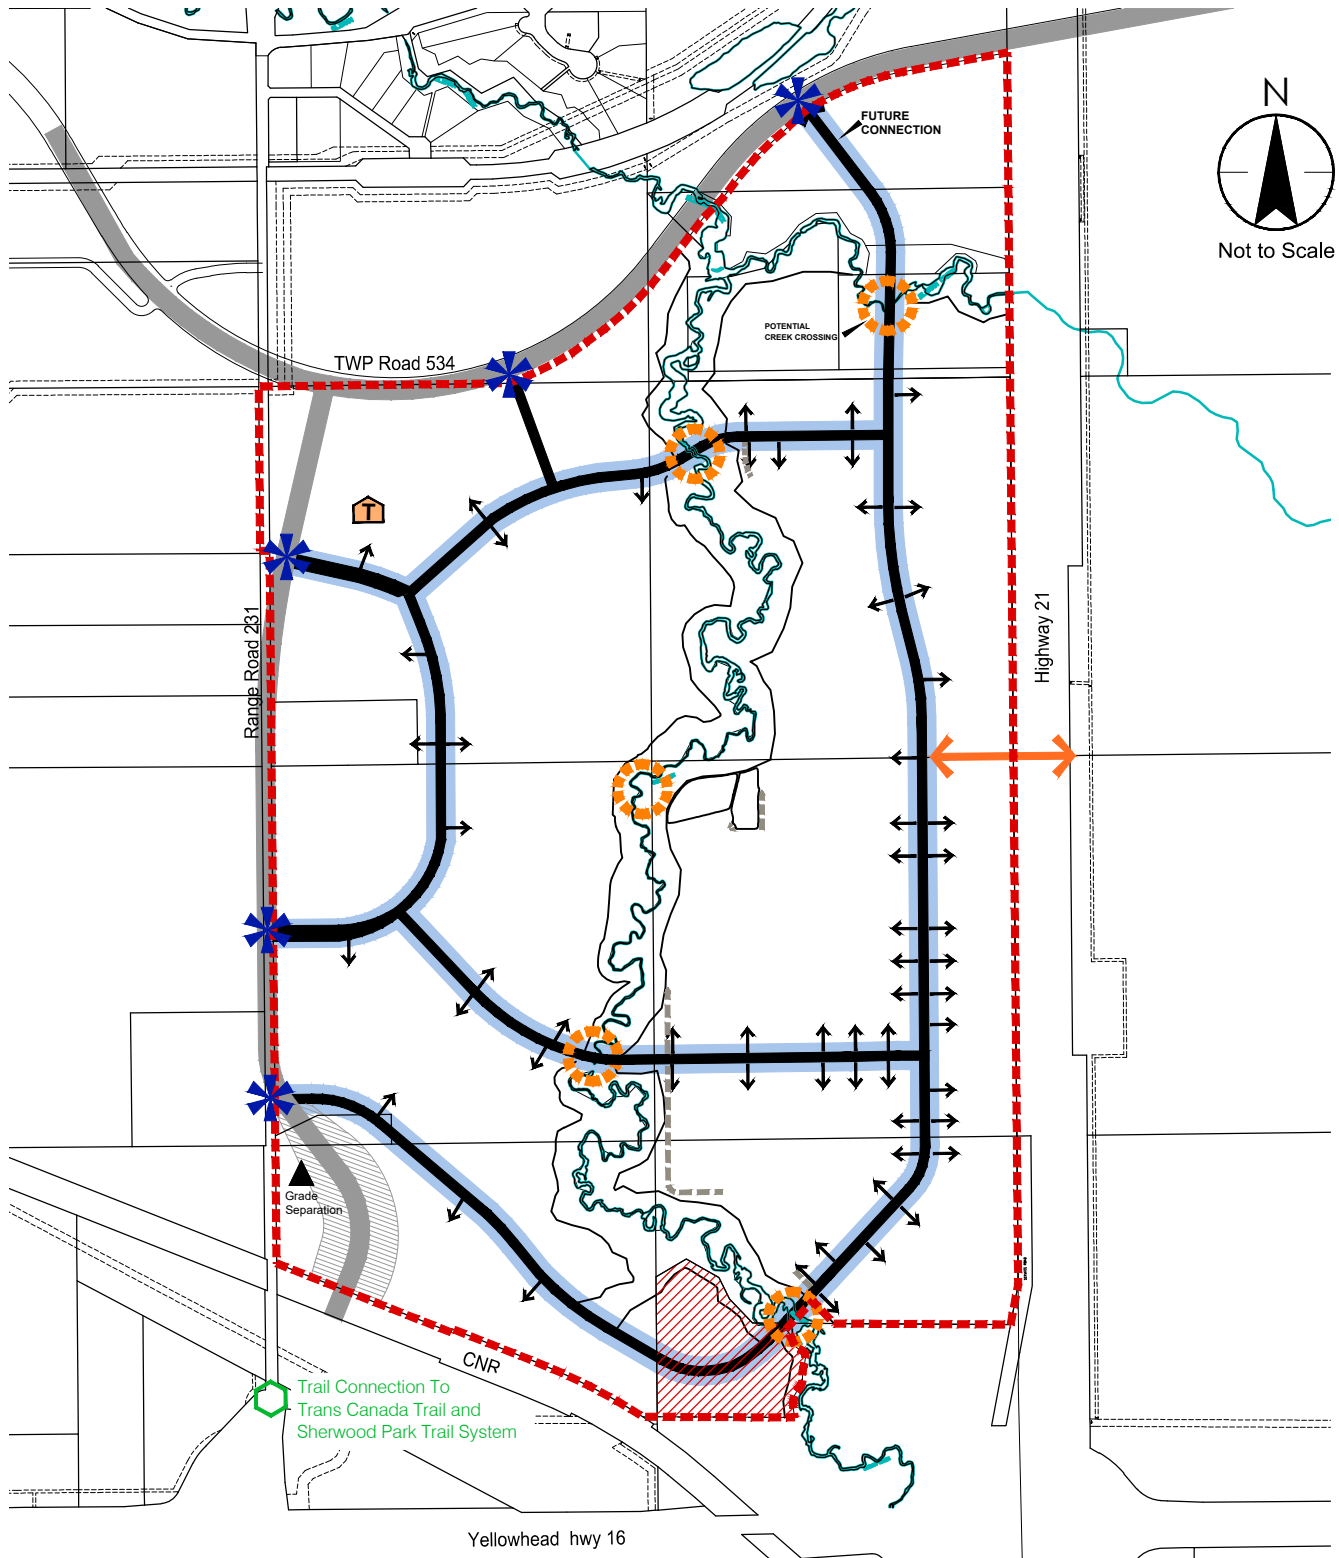 FUTURE
CONNECTION
N
Not to Scale
POTENTIAL
CREEK CROSSING
TWP Road 534
T
Range Road 231
Highway 21
Grade
Separation
CNR
Trail Connection To
Trans Canada Trail and
Sherwood Park Trail System
Yellowhead hwy 16